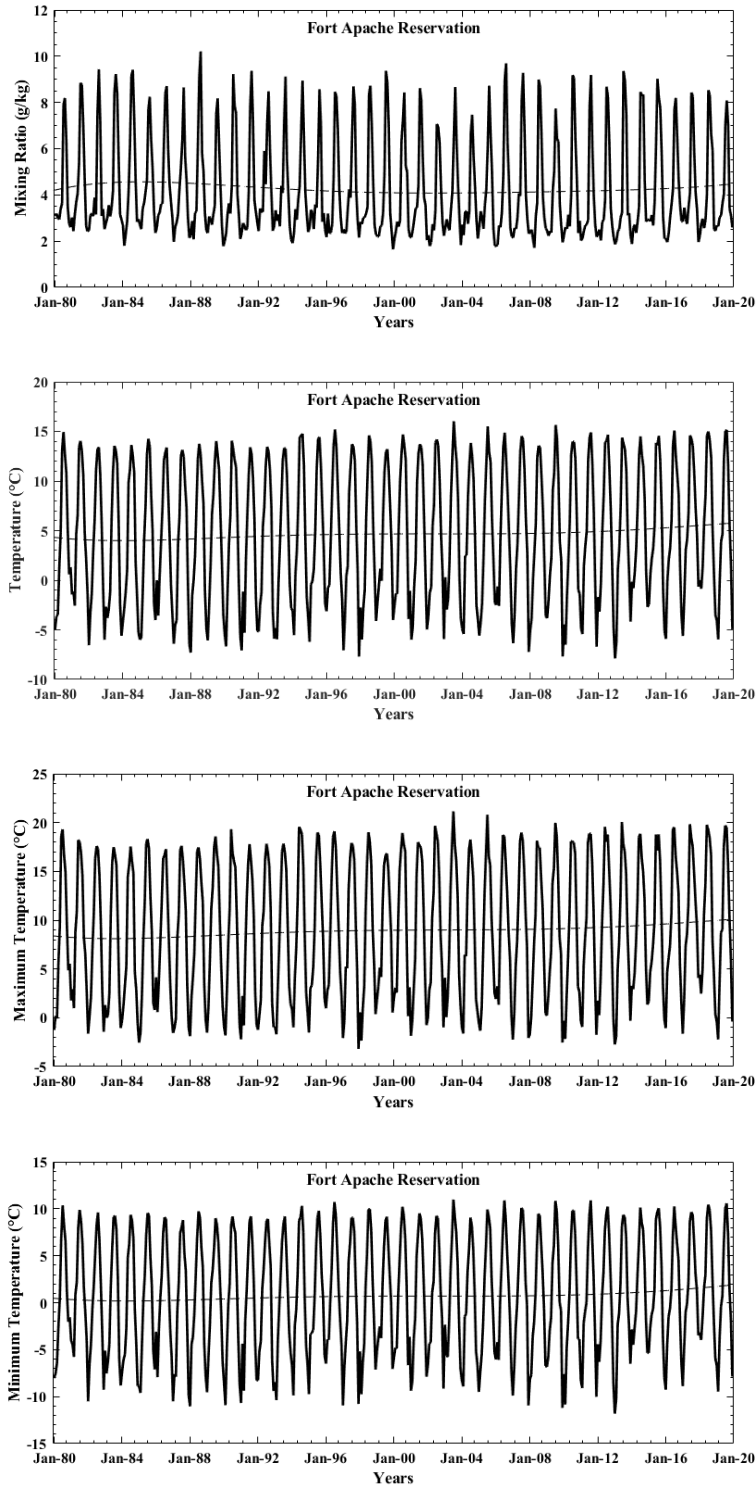 Fort Apache Reservation
Mixing Ratio (g/kg)
12
10
8
6
4
2
0
Jan-80 Jan-84 Jan-88 Jan-92 Jan-96 Jan-00 Jan-04 Jan-08 Jan-12 Jan-16 Jan-20
Years
Fort Apache Reservation
Temperature (°C)
20
15
10
5
0
-5
-10
Jan-80 Jan-84 Jan-88 Jan-92 Jan-96 Jan-00 Jan-04 Jan-08 Jan-12 Jan-16 Jan-20
Years
Fort Apache Reservation
Maximum Temperature (°C)
25
20
15
10
5
0
-5
Jan-80 Jan-84 Jan-88 Jan-92 Jan-96 Jan-00 Jan-04 Jan-08 Jan-12 Jan-16 Jan-20
Years
Fort Apache Reservation
Minimum Temperature (°C)
15
10
5
0
-5
-10
-15
Jan-80 Jan-84 Jan-88 Jan-92 Jan-96 Jan-00 Jan-04 Jan-08 Jan-12 Jan-16 Jan-20
Years